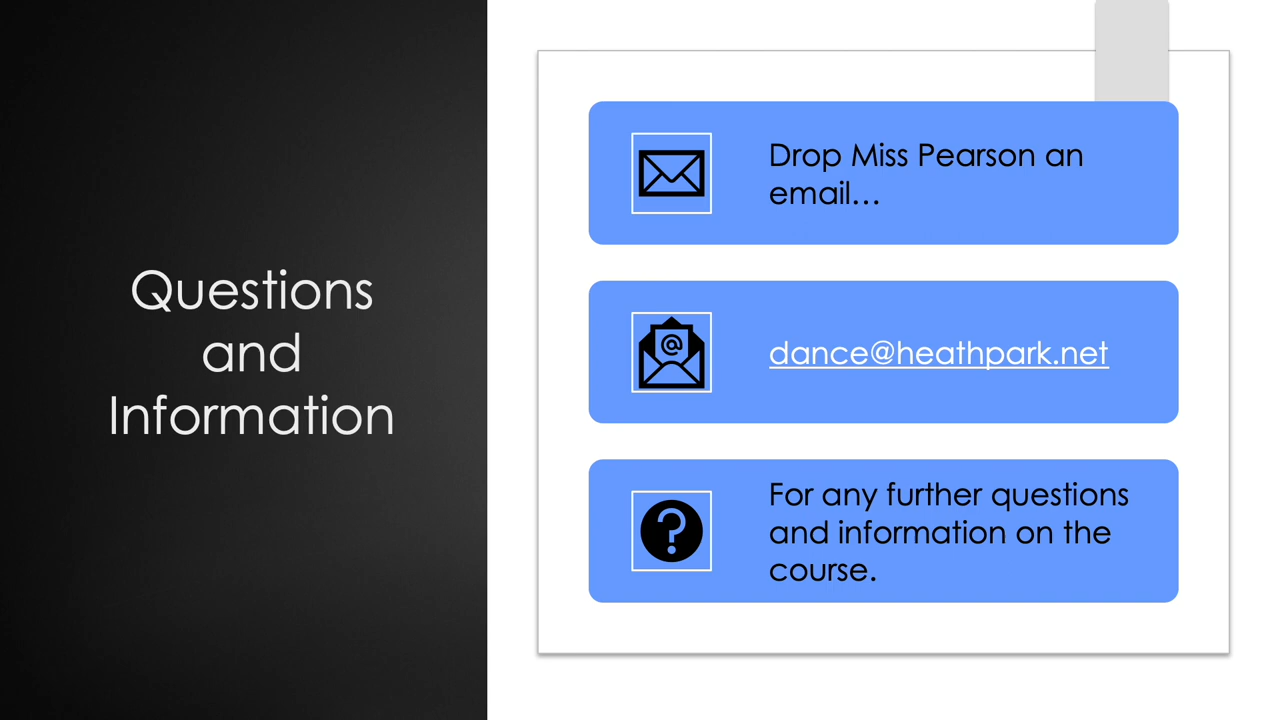 Questions
and
Information
Drop Miss Pearson an
email…
dance@heathpark.net
For any further questions
and information on the
course.